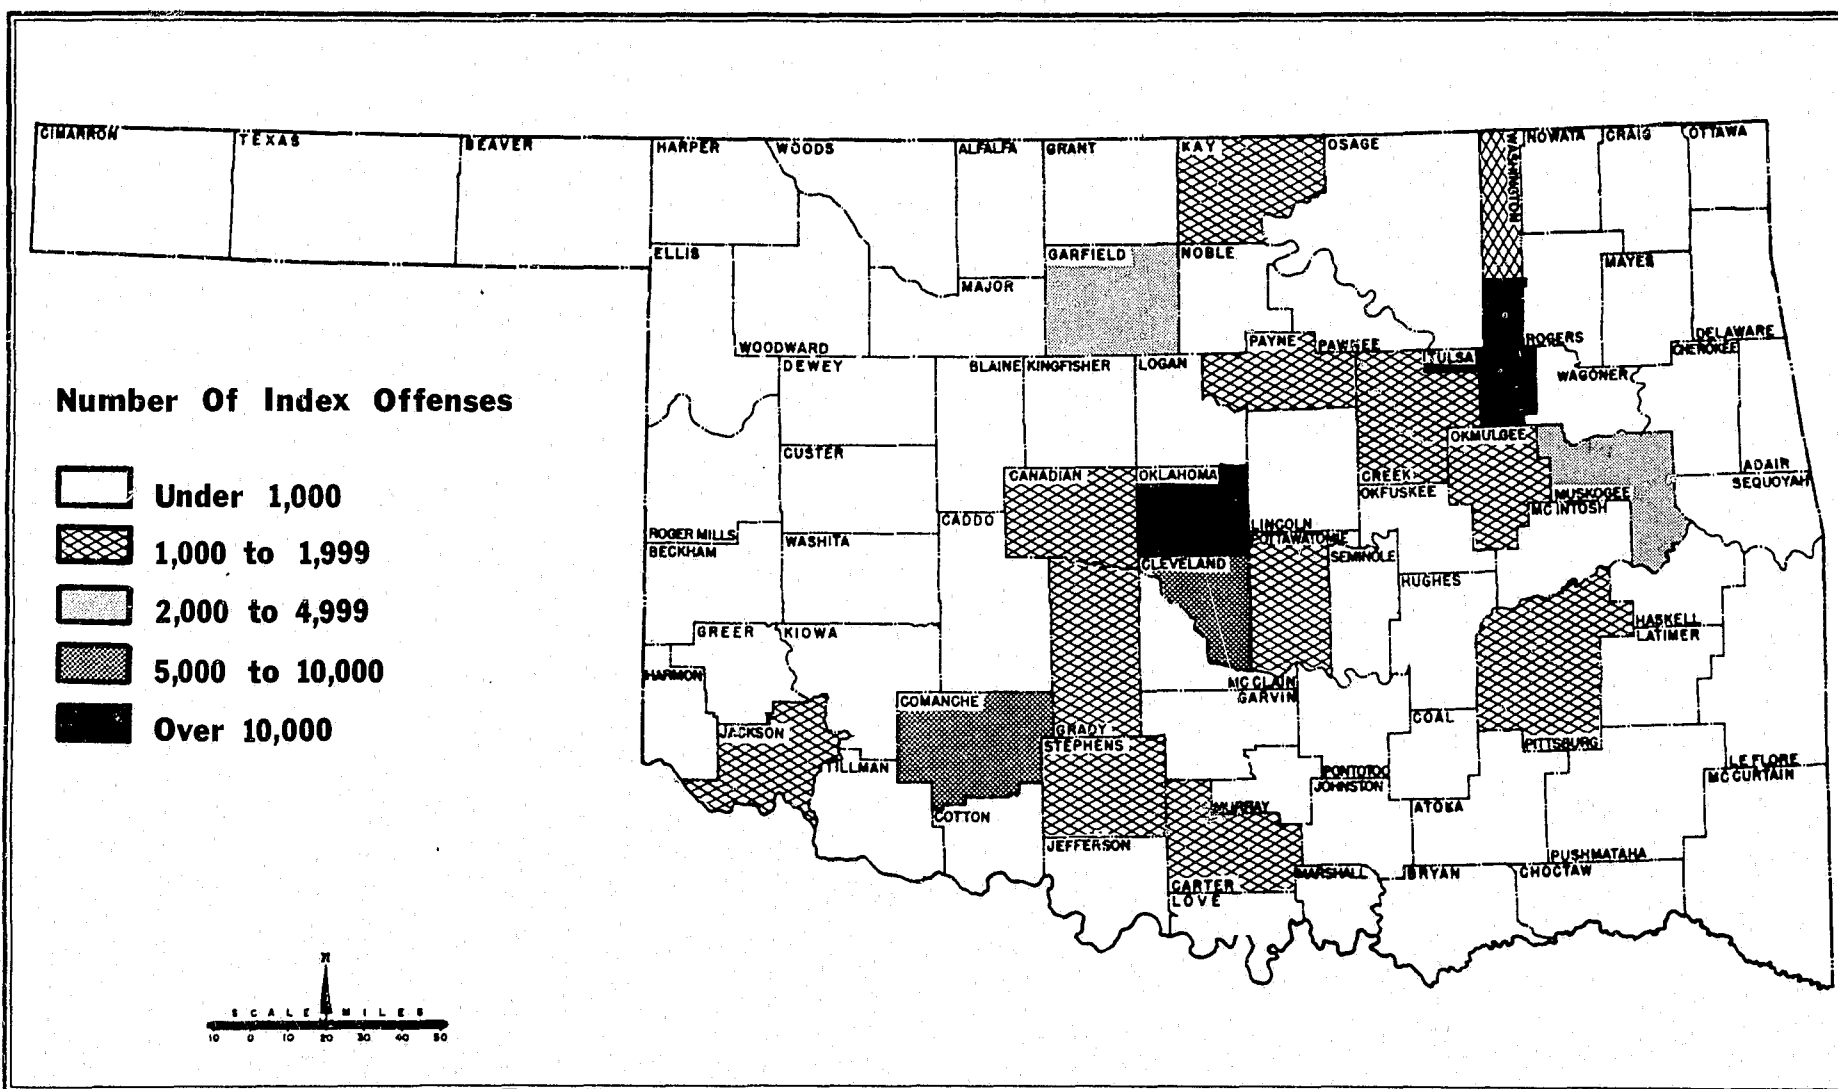 CIMARRON
TEXAS
BEAVER
HARPER
WOODS
ALFALFA
GRANT
KAY
OSAGE
WASHINGTON
NOWATA
CRAIG
OTTAWA
ELLIS
GARFIELD
NOBLE
MAYES
MAJOR
WOODWARD
PAYNE
PAWNEE
TULSA
ROGERS
DELAWARE
CHEROKEE
DEWEY
BLAINE
KINGFISHER
LOGAN
WAGONER
Number Of Index Offenses
Under 1,000
1,000 to 1,999
2,000 to 4,999
5,000 to 10,000
Over 10,000
CUSTER
OKMULGEE
CANADIAN
OKLAHOMA
CREEK
OKFUSKEE
MUSKOGEE
MC INTOSH
ADAIR
SEQUOYAH
ROGER MILLS
BECKHAM
WASHITA
CADDO
LINCOLN
POTTAWATOMIE
SEMINOLE
CLEVELAND
HUGHES
GREER
KIOWA
HASKELL
LATIMER
HARMON
MC CLAIN
GARVIN
COMANCHE
JACKSON
GRADY
STEPHENS
COAL
PITTSBURG
TILLMAN
PONTOTOC
JOHNSTON
LE FLORE
MC CURTAIN
COTTON
MURRAY
ATOKA
JEFFERSON
PUSHMATAHA
CHOCTAW
CARTER
LOVE
MARSHALL
BRYAN
N
SCALE MILES
10 0 10 20 30 40 50